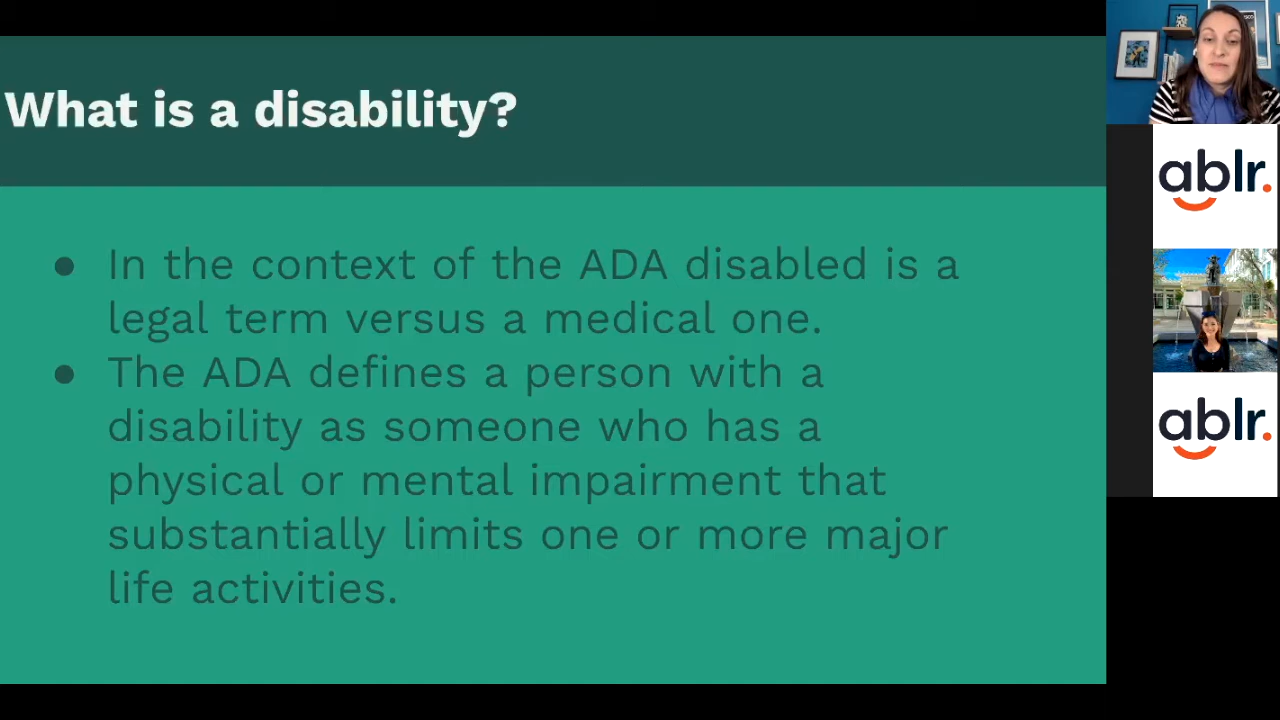 What is a disability?
● In the context of the ADA disabled is a
legal term versus a medical one.
● The ADA defines a person with a
disability as someone who has a
physical or mental impairment that
substantially limits one or more major
life activities.
ablr.
ablr.